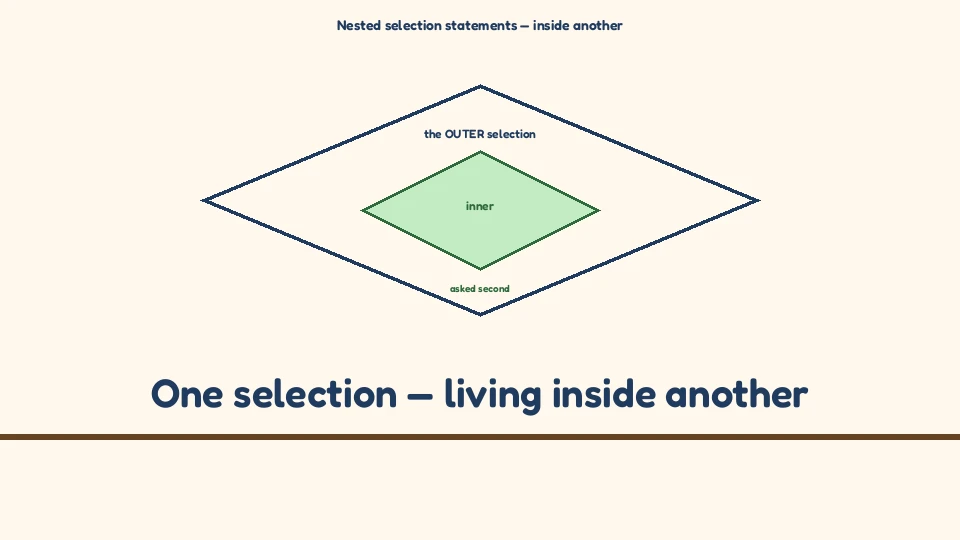 Nested selection statements — inside another
the OUTER selection
inner
asked second
One selection — living inside another